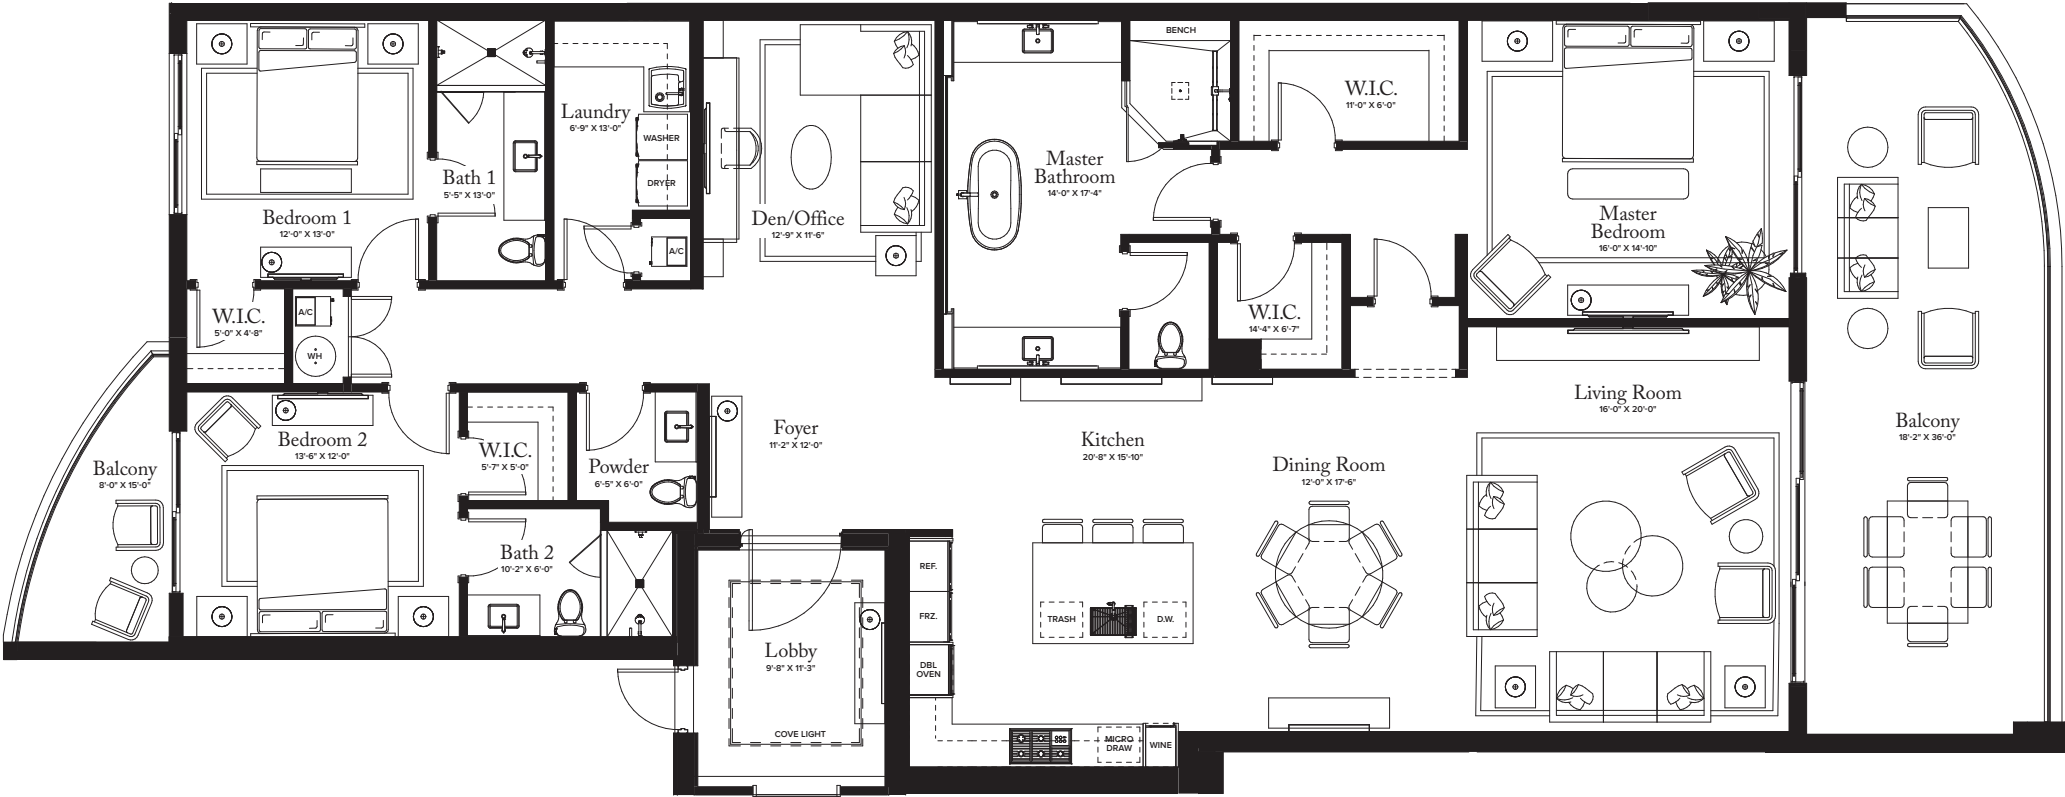 BENCH
W.I.C.
11'-0" X 6'-0"
Laundry
6'-9" X 13'-0"
WASHER
DRYER
A/C
Bath 1
5'-5" X 13'-0"
Bedroom 1
12'-0" X 13'-0"
Den/Office
12'-9" X 11'-6"
Master
Bathroom
14'-0" X 17'-4"
Master
Bedroom
16'-0" X 14'-10"
W.I.C.
5'-0" X 4'-8"
A/C
WH
W.I.C.
14'-4" X 6'-7"
Living Room
16'-0" X 20'-0"
Balcony
18'-2" X 36'-0"
Bedroom 2
13'-6" X 12'-0"
W.I.C.
5'-7" X 5'-0"
Powder
6'-5" X 6'-0"
Foyer
11'-2" X 12'-0"
Kitchen
20'-8" X 15'-10"
Dining Room
12'-0" X 17'-6"
Balcony
8'-0" X 15'-0"
Bath 2
10'-2" X 6'-0"
REF.
FRZ.
DBL
OVEN
TRASH
D.W.
Lobby
9'-8" X 11'-3"
COVE LIGHT
MICRO
DRAW
WINE